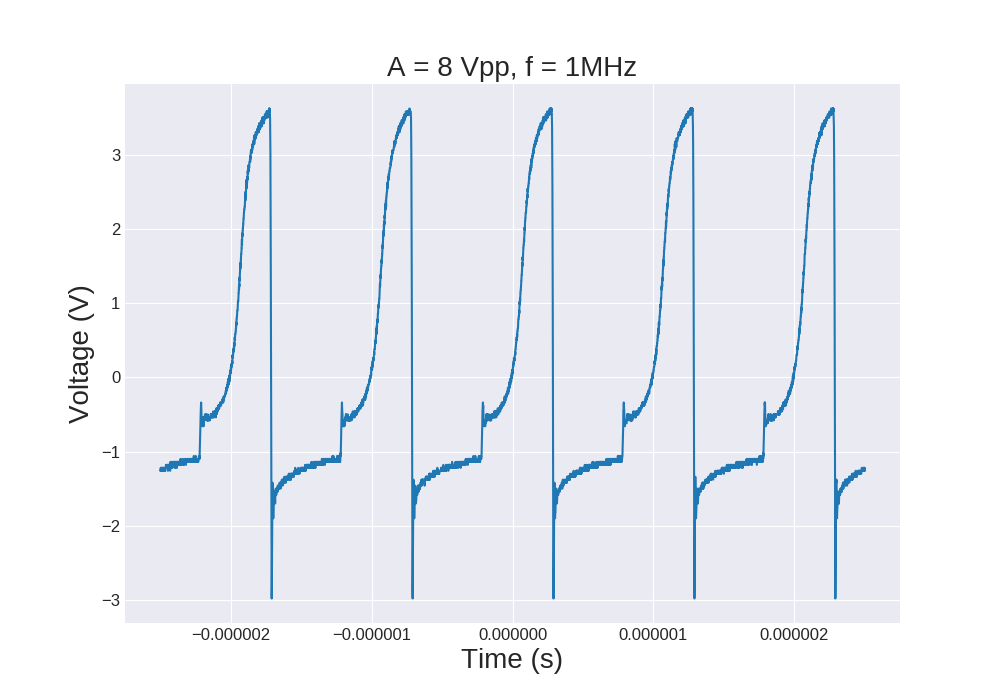 A = 8 Vpp, f = 1MHz
Voltage (V)
3
2
1
0
−1
−2
−3
−0.000002 −0.000001 0.000000 0.000001 0.000002
Time (s)